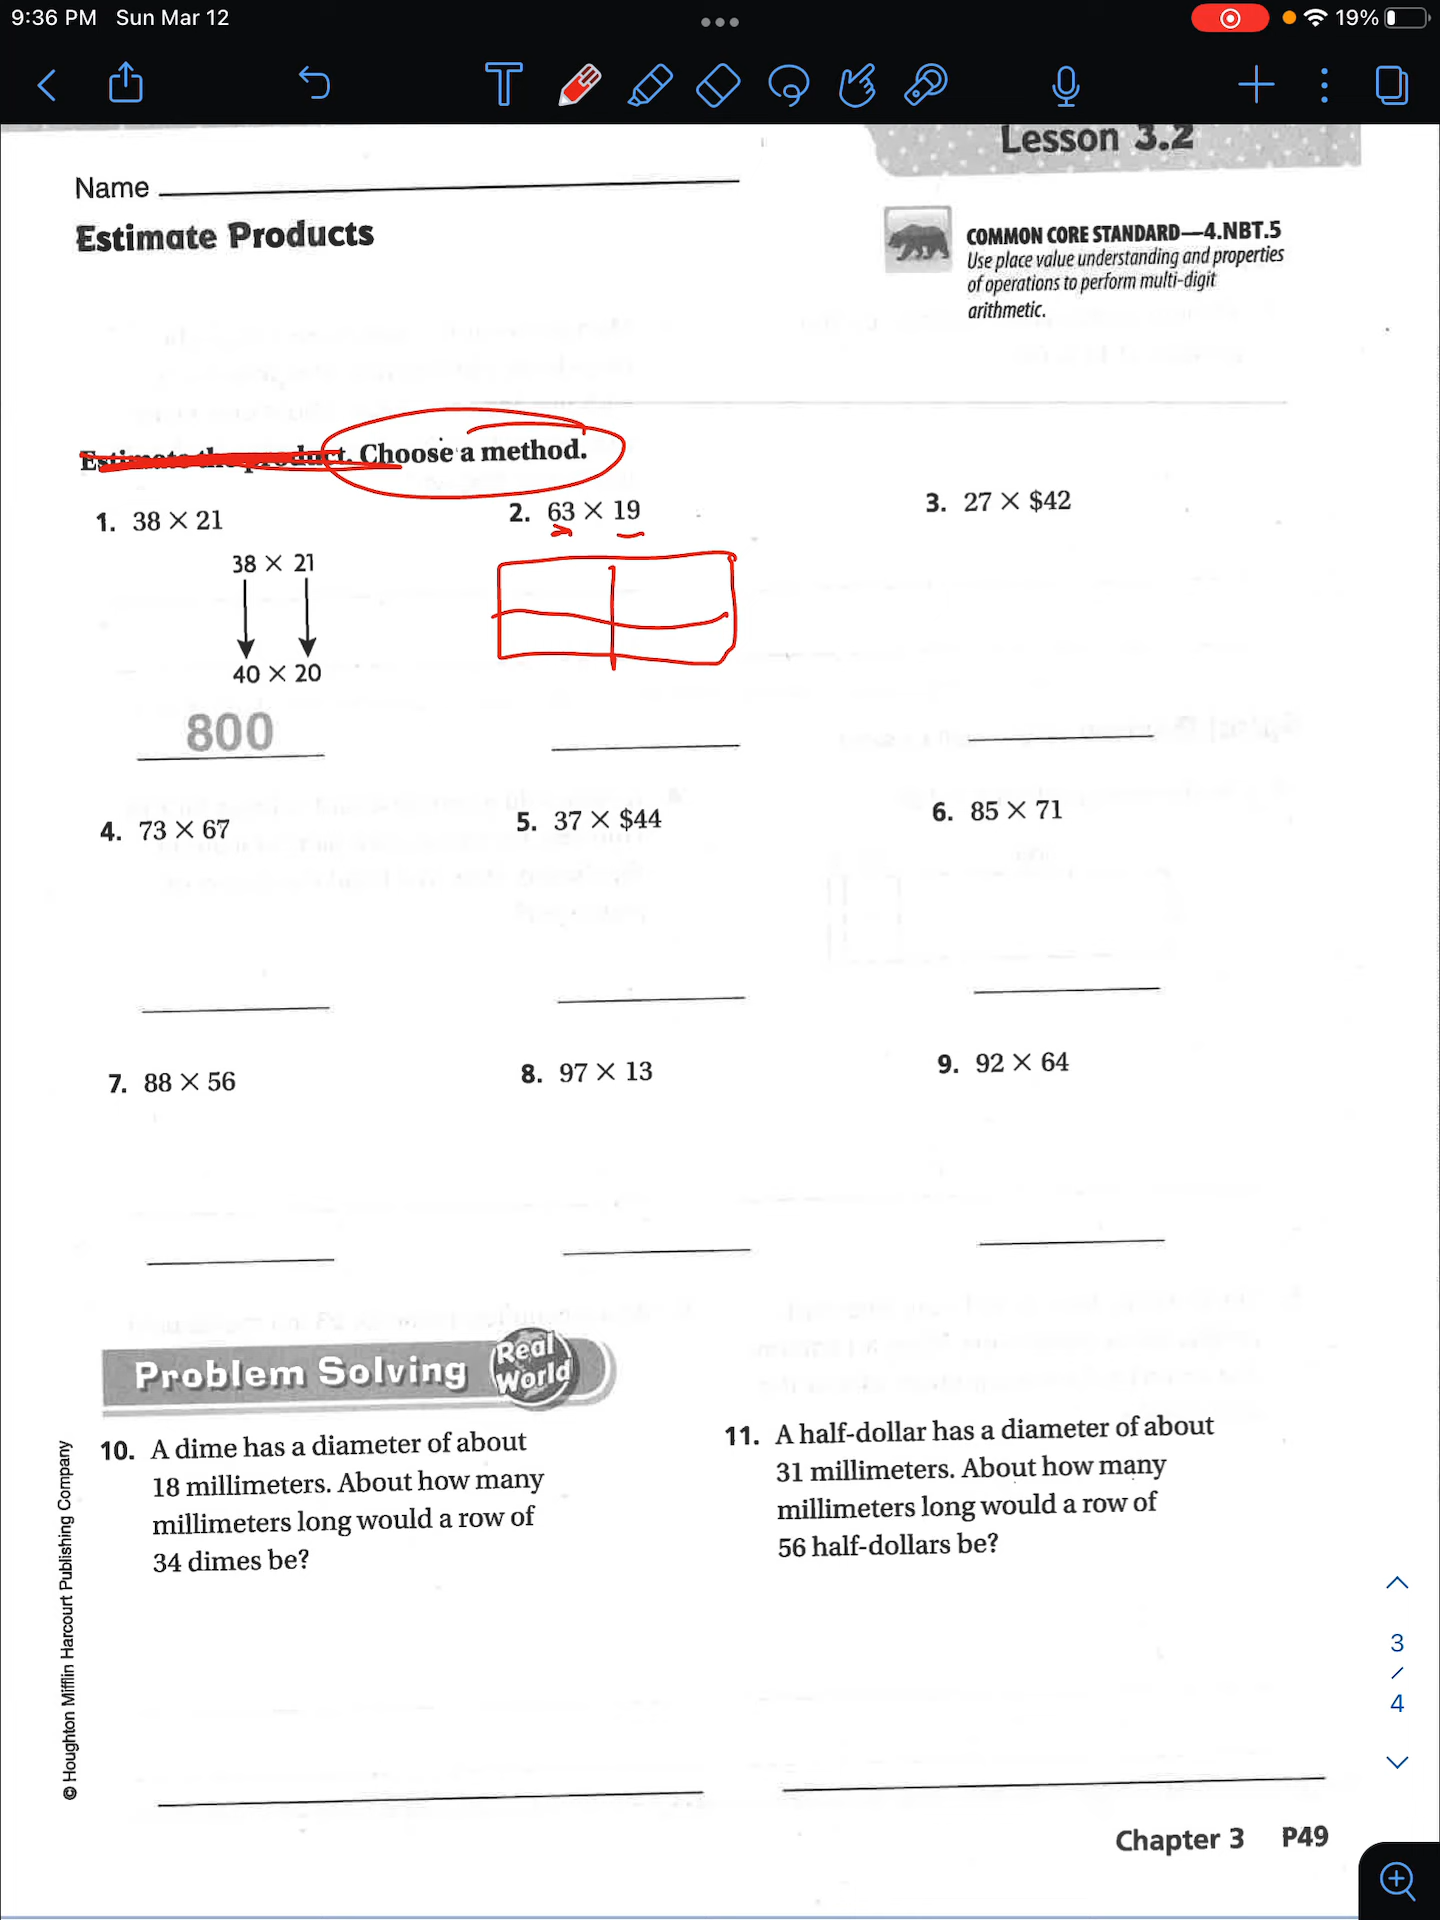 9:36 PM Sun Mar 12
19%
T
Lesson 3.2
Name
Estimate Products
COMMON CORE STANDARD—4.NBT.5
Use place value understanding and properties
of operations to perform multi-digit
arithmetic.
Estimate the product. Choose a method.
1. 38 × 21
2. 63 × 19
3. 27 × $42
38 × 21
40 × 20
800
4. 73 × 67
5. 37 × $44
6. 85 × 71
7. 88 × 56
8. 97 × 13
9. 92 × 64
Problem Solving Real World
10. A dime has a diameter of about
18 millimeters. About how many
millimeters long would a row of
34 dimes be?
11. A half-dollar has a diameter of about
31 millimeters. About how many
millimeters long would a row of
56 half-dollars be?
© Houghton Mifflin Harcourt Publishing Company
3
/
4
Chapter 3 P49